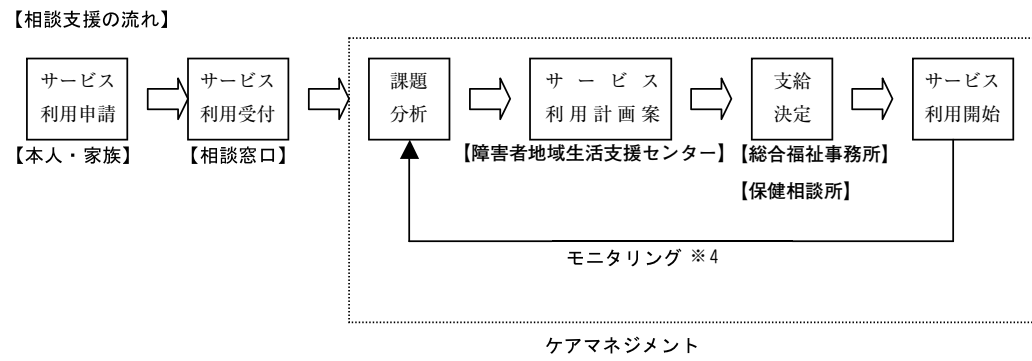 【相談支援の流れ】
サービス
利用申請
サービス
利用受付
課題
分析
サービス
利用計画案
支給
決定
サービス
利用開始
【本人・家族】
【相談窓口】
【障害者地域生活支援センター】
【総合福祉事務所】
【保健相談所】
モニタリング ※4
ケアマネジメント